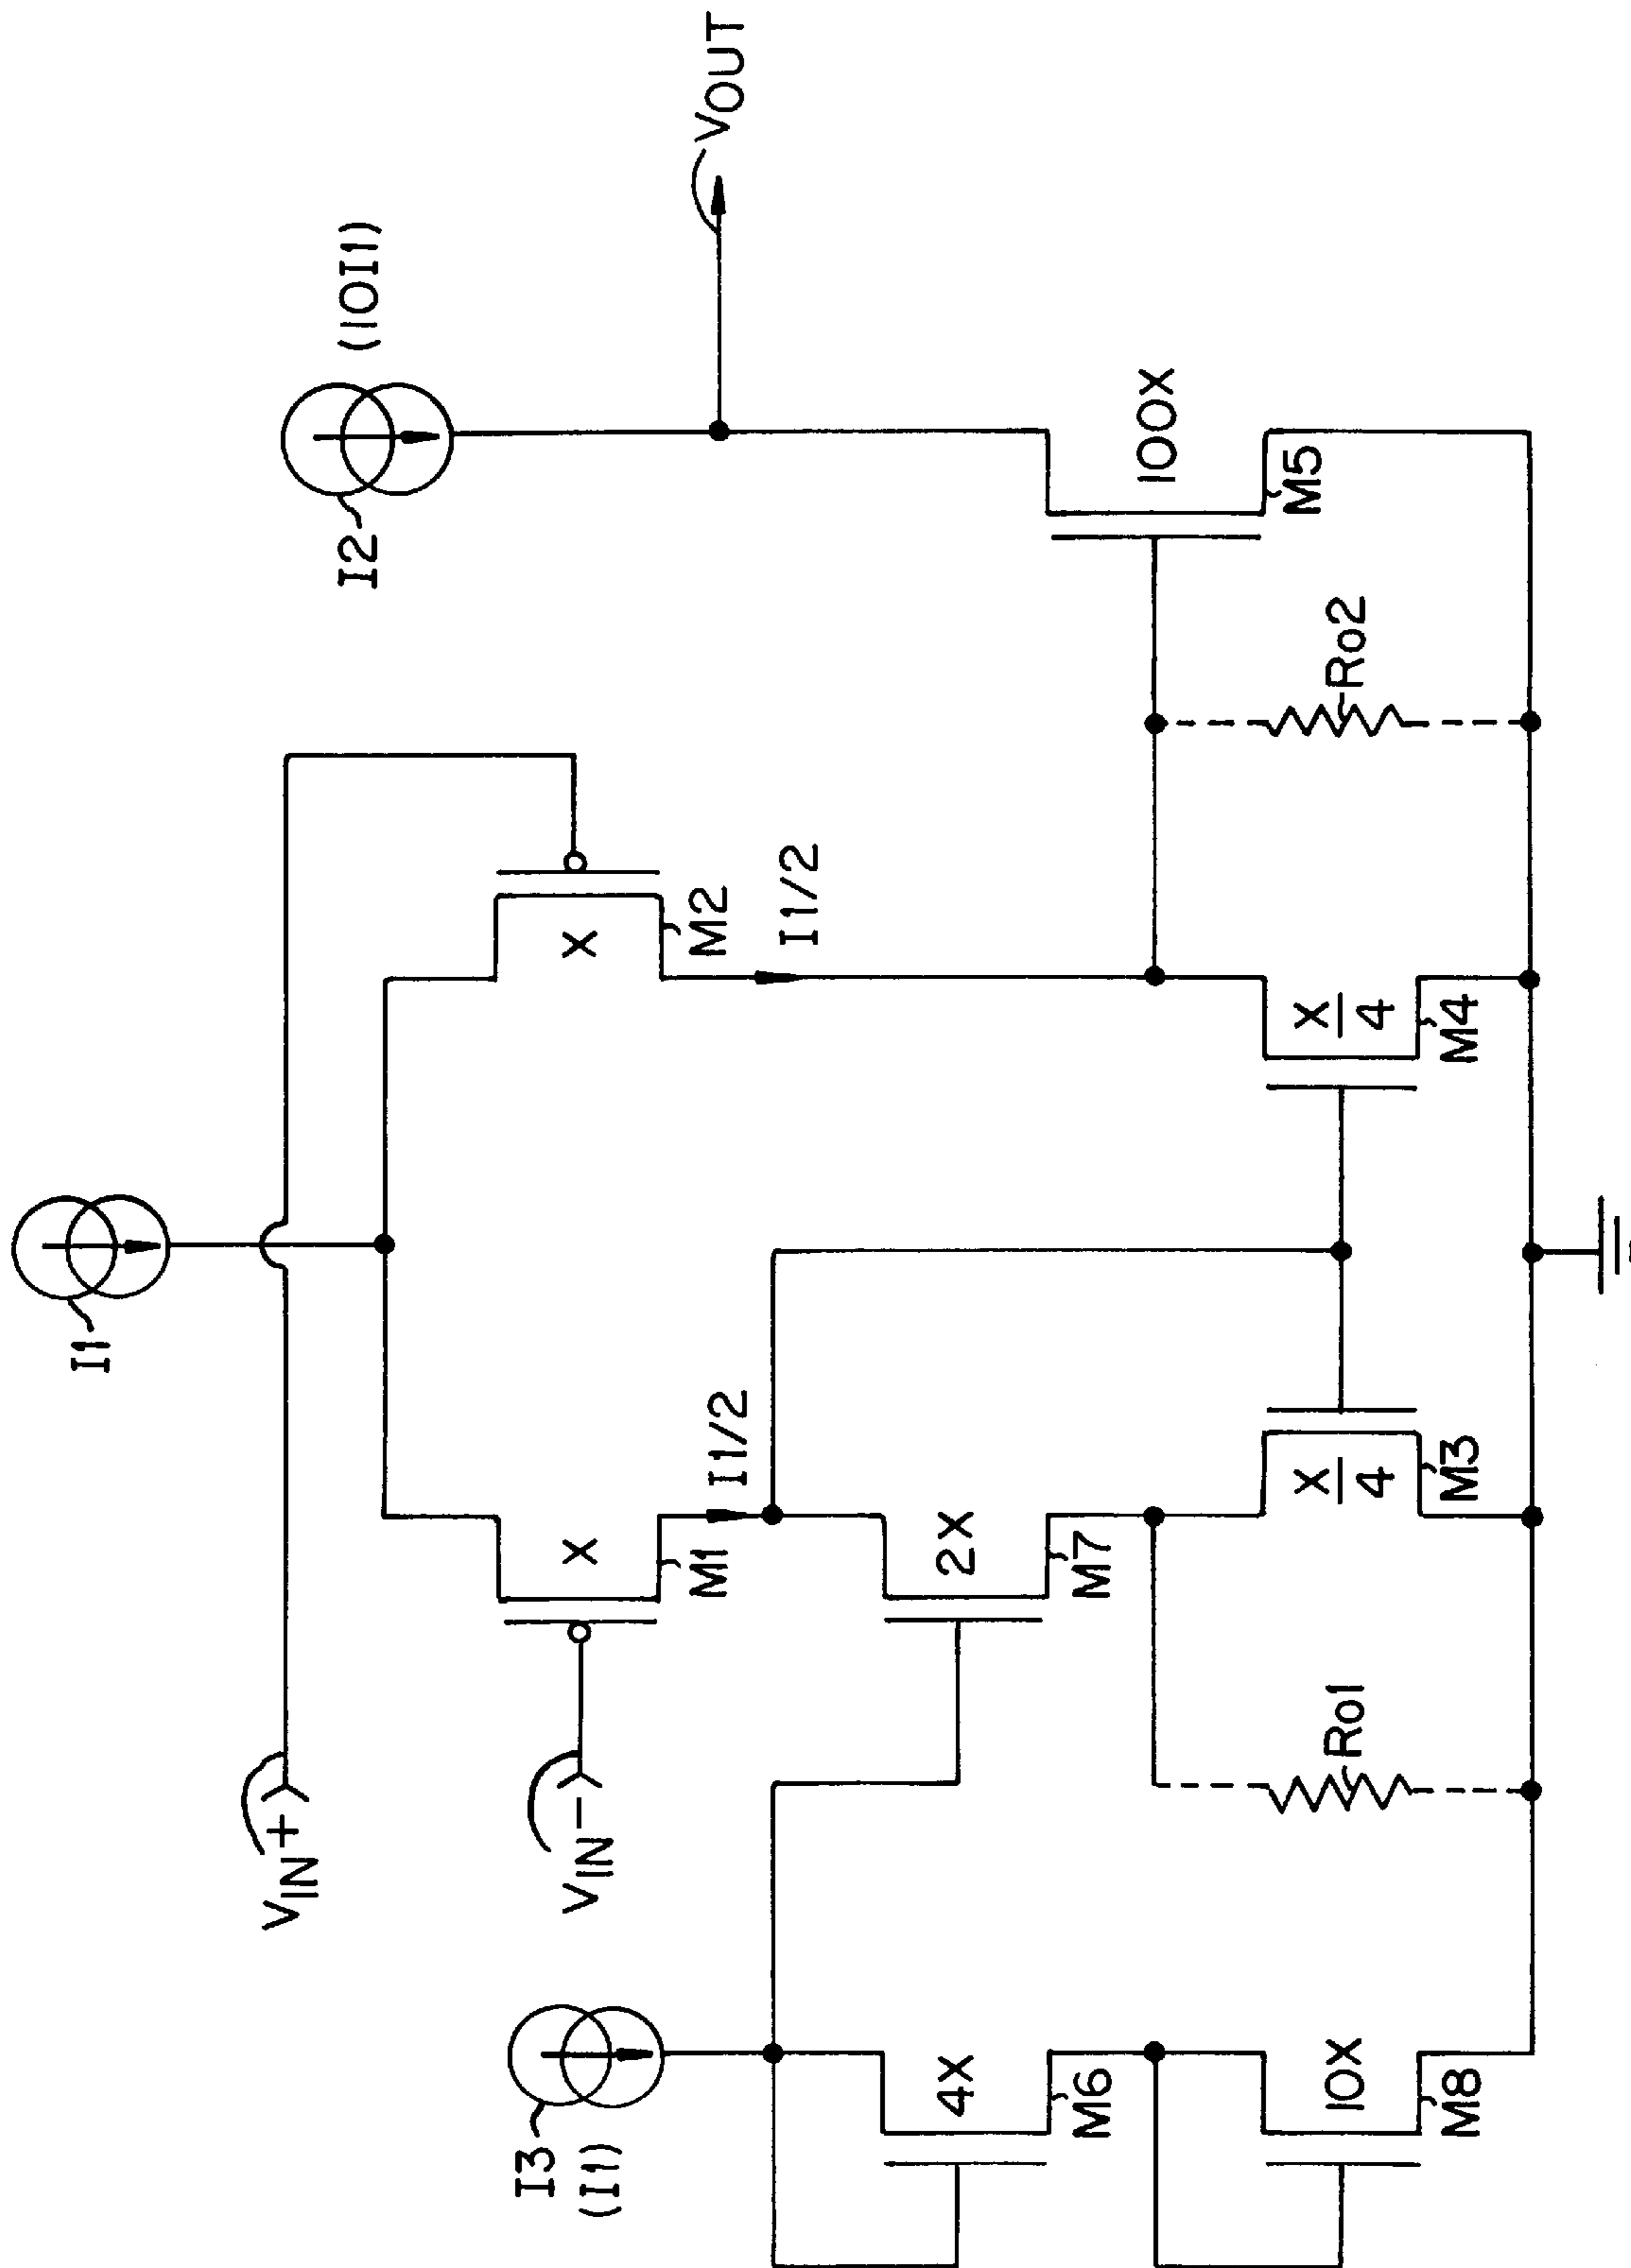 I1
I2
(10I1)
VIN+
VIN-
I3
(I1)
X
M1
X
M2
I1/2
I1/2
VOUT
4X
M6
2X
M7
100X
M5
10X
M8
Ro1
X/4
M3
X/4
M4
Ro2